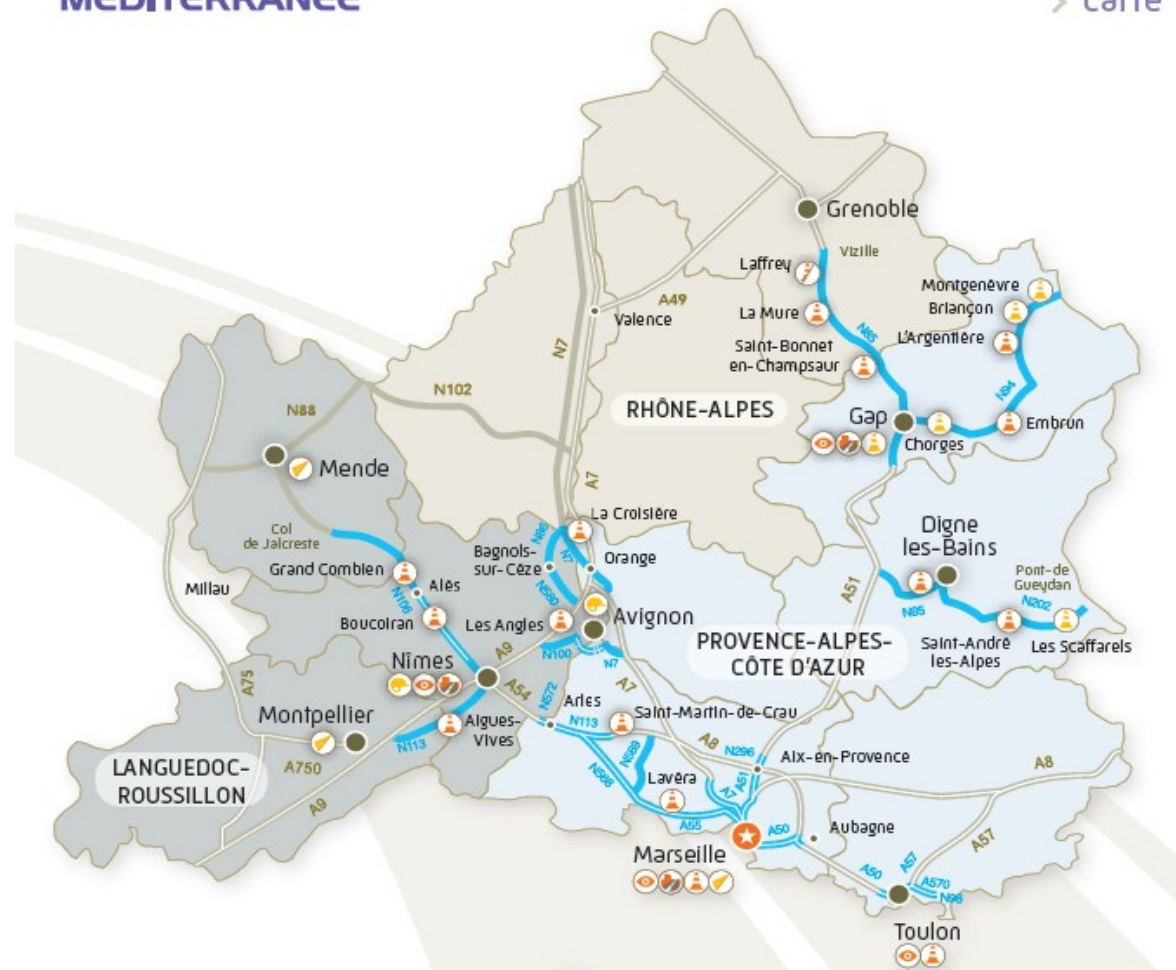 MÉDITERRANÉE
> Carte
Grenoble
Vizille
Laffrey
Montgenèvre
Briançon
A49
Valence
La Mure
L'Argentière
N85
Saint-Bonnet
en-Champsaur
N7
N102
N94
RHÔNE-ALPES
N88
Gap
Embrun
Chorges
Mende
A7
La Croisière
Col
de Jalcreste
Digne
les-Bains
N86
N7
Bagnols-
sur-Cèze
Orange
Grand Combien
Pont-de
Gueydan
Millau
Alès
A51
N106
N580
N85
N202
Boucoiran
Les Angles
Avignon
PROVENCE-ALPES-
CÔTE D'AZUR
Saint-André
les-Alpes
Les Scaffarels
A9
N100
N7
Nîmes
A75
A54
N572
A7
Arles
Saint-Martin-de-Crau
Montpellier
Aigues-
Vives
N113
N113
N569
A8
N296
Aix-en-Provence
A750
LANGUEDOC-
ROUSSILLON
N568
Lavéra
A7
A51
A8
A9
A55
A50
Aubagne
Marseille
A57
A50
A57
A570
N98
Toulon